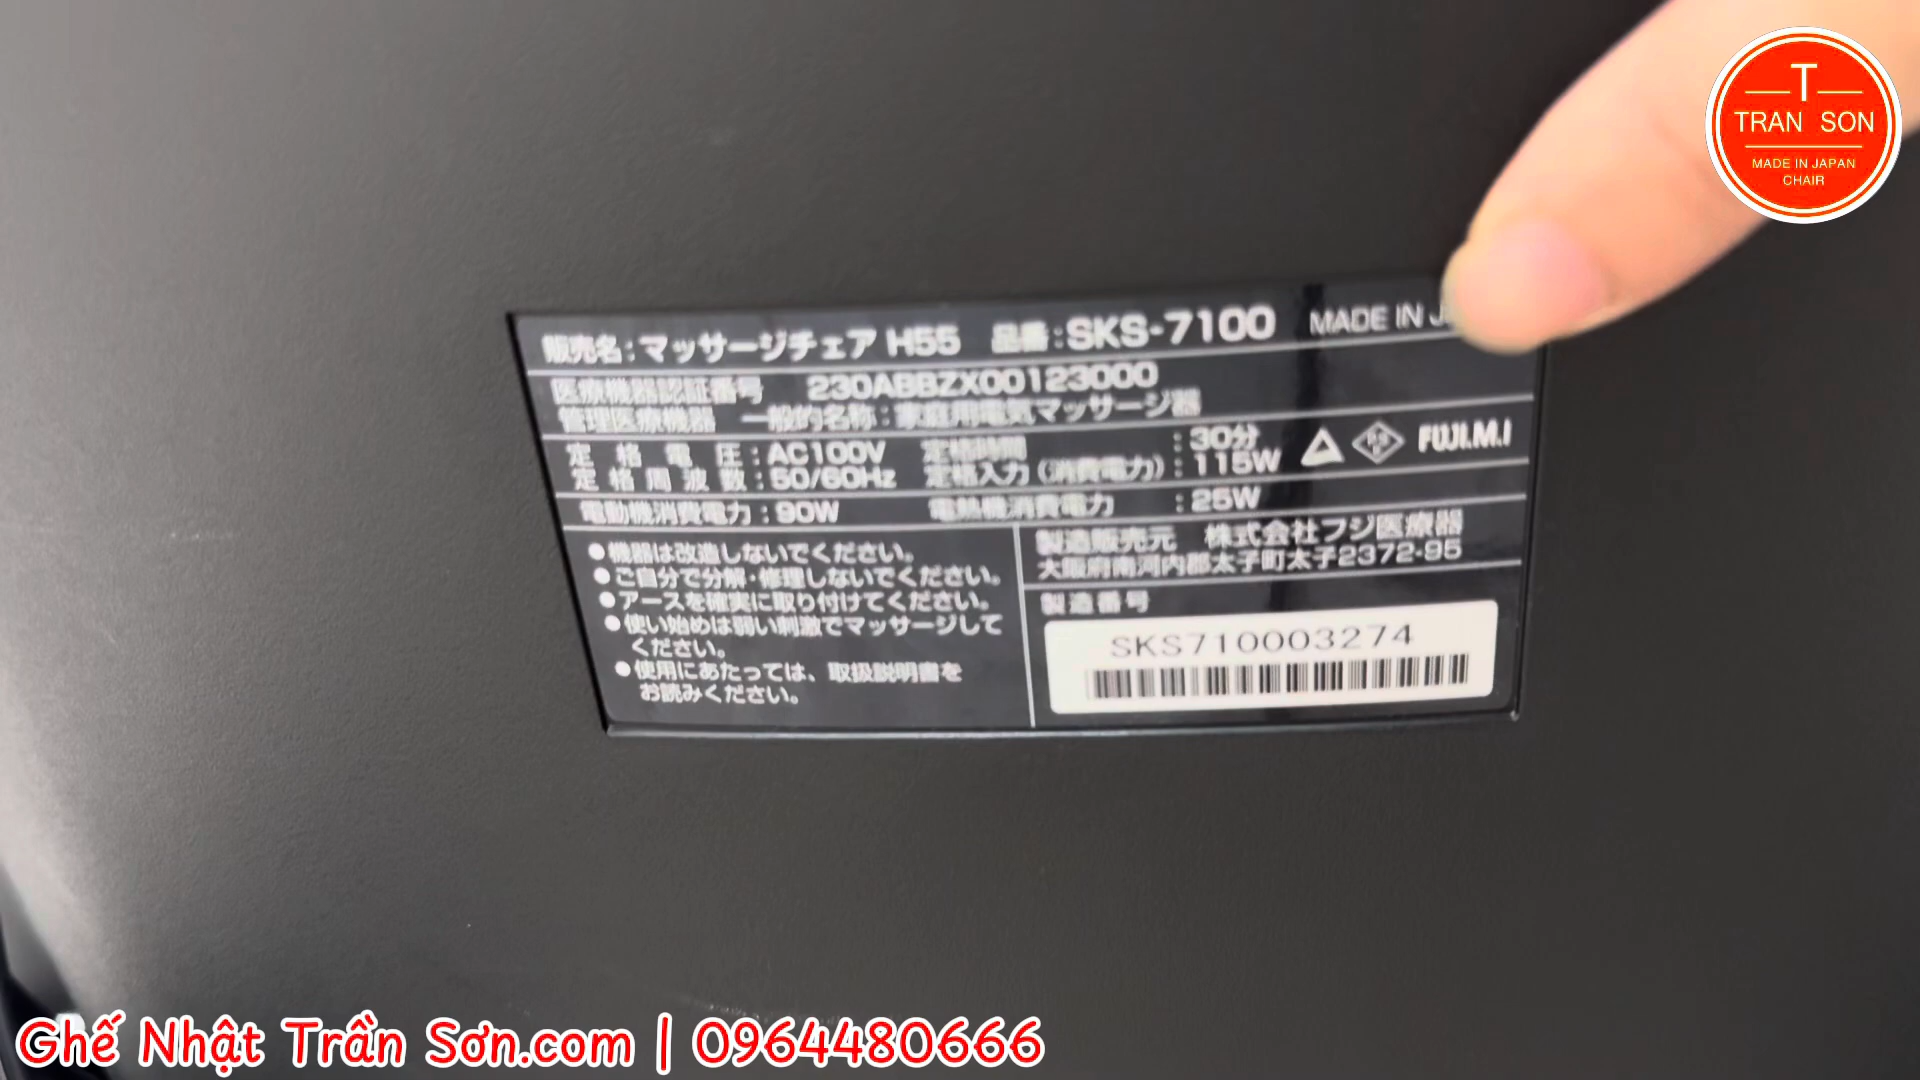 T
TRAN SON
MADE IN JAPAN
CHAIR
販売名：マッサージチェア H55 品番：SKS-7100 MADE IN J
医療機器認証番号 230ABBZX00123000
管理医療機器 一般的名称：家庭用電気マッサージ器
定格電圧：AC100V 定格時間：30分
定格周波数：50/60Hz 定格入力（消費電力）：115W
FUJI.M.I
電動機消費電力：90W 電熱機消費電力：25W
●機器は改造しないでください。
●ご自分で分解・修理しないでください。
●アースを確実に取り付けてください。
●使い始めは弱い刺激でマッサージして
ください。
●使用にあたっては、取扱説明書を
お読みください。
製造販売元 株式会社フジ医療器
大阪府南河内郡太子町太子2372-95
製造番号
SKS710003274
Ghế Nhật Trần Sơn.com | 0964480666